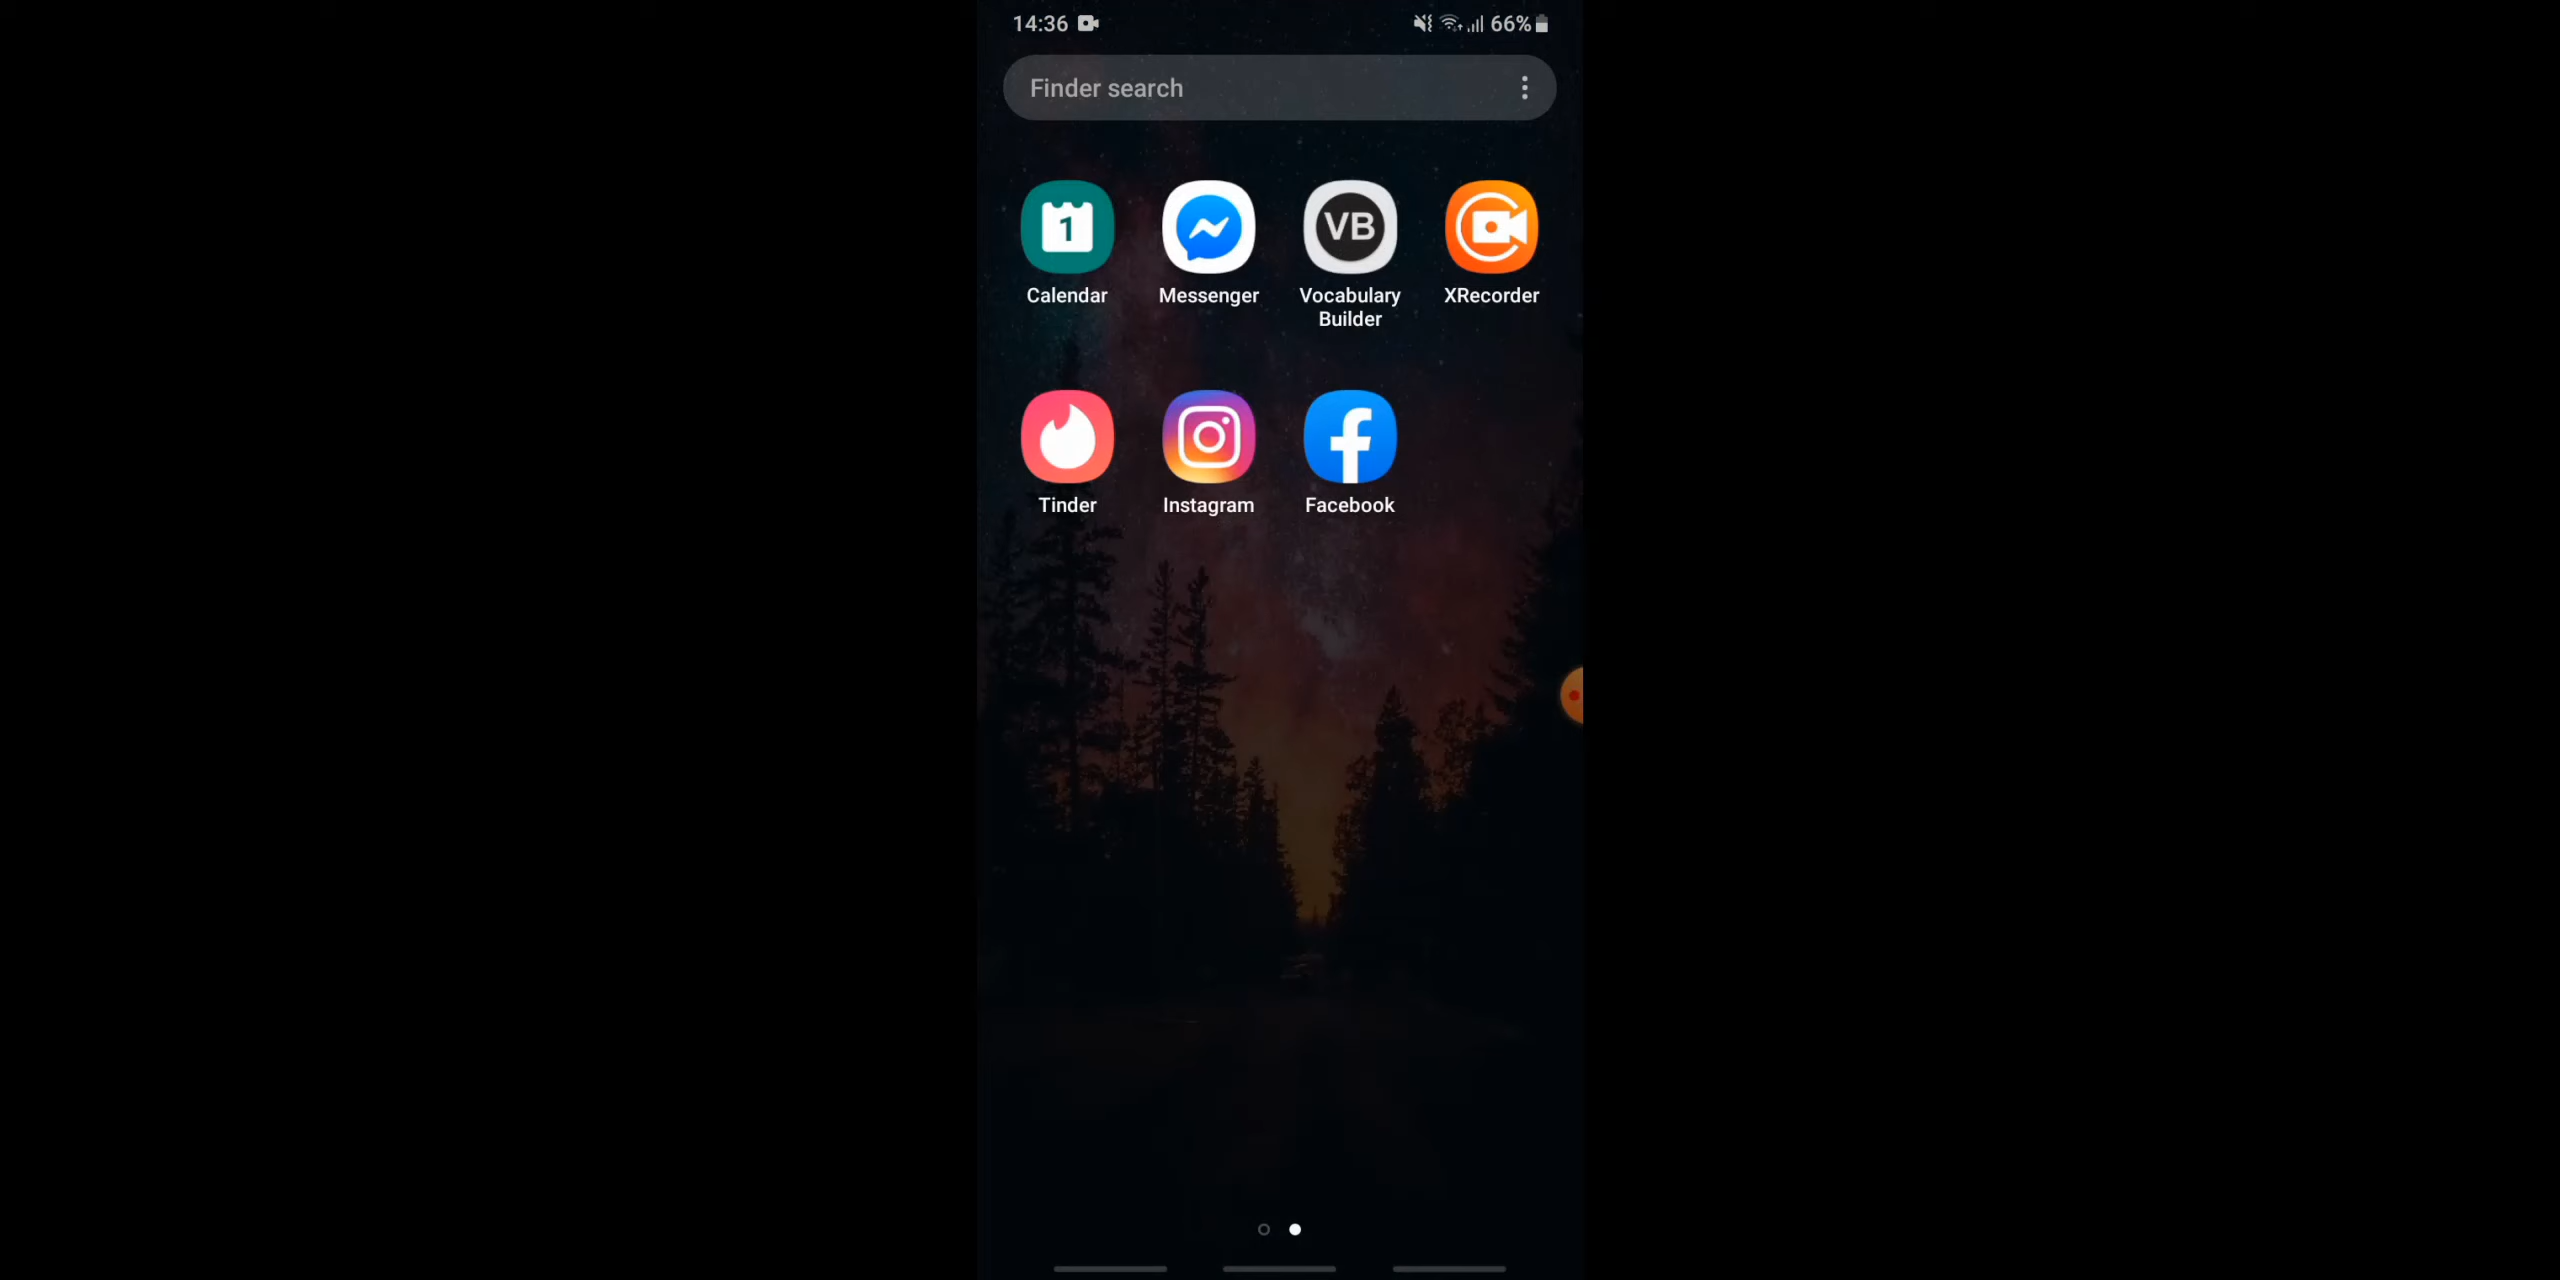 14:36 66%
Finder search
1 VB
Calendar Messenger Vocabulary Builder XRecorder
Tinder Instagram Facebook